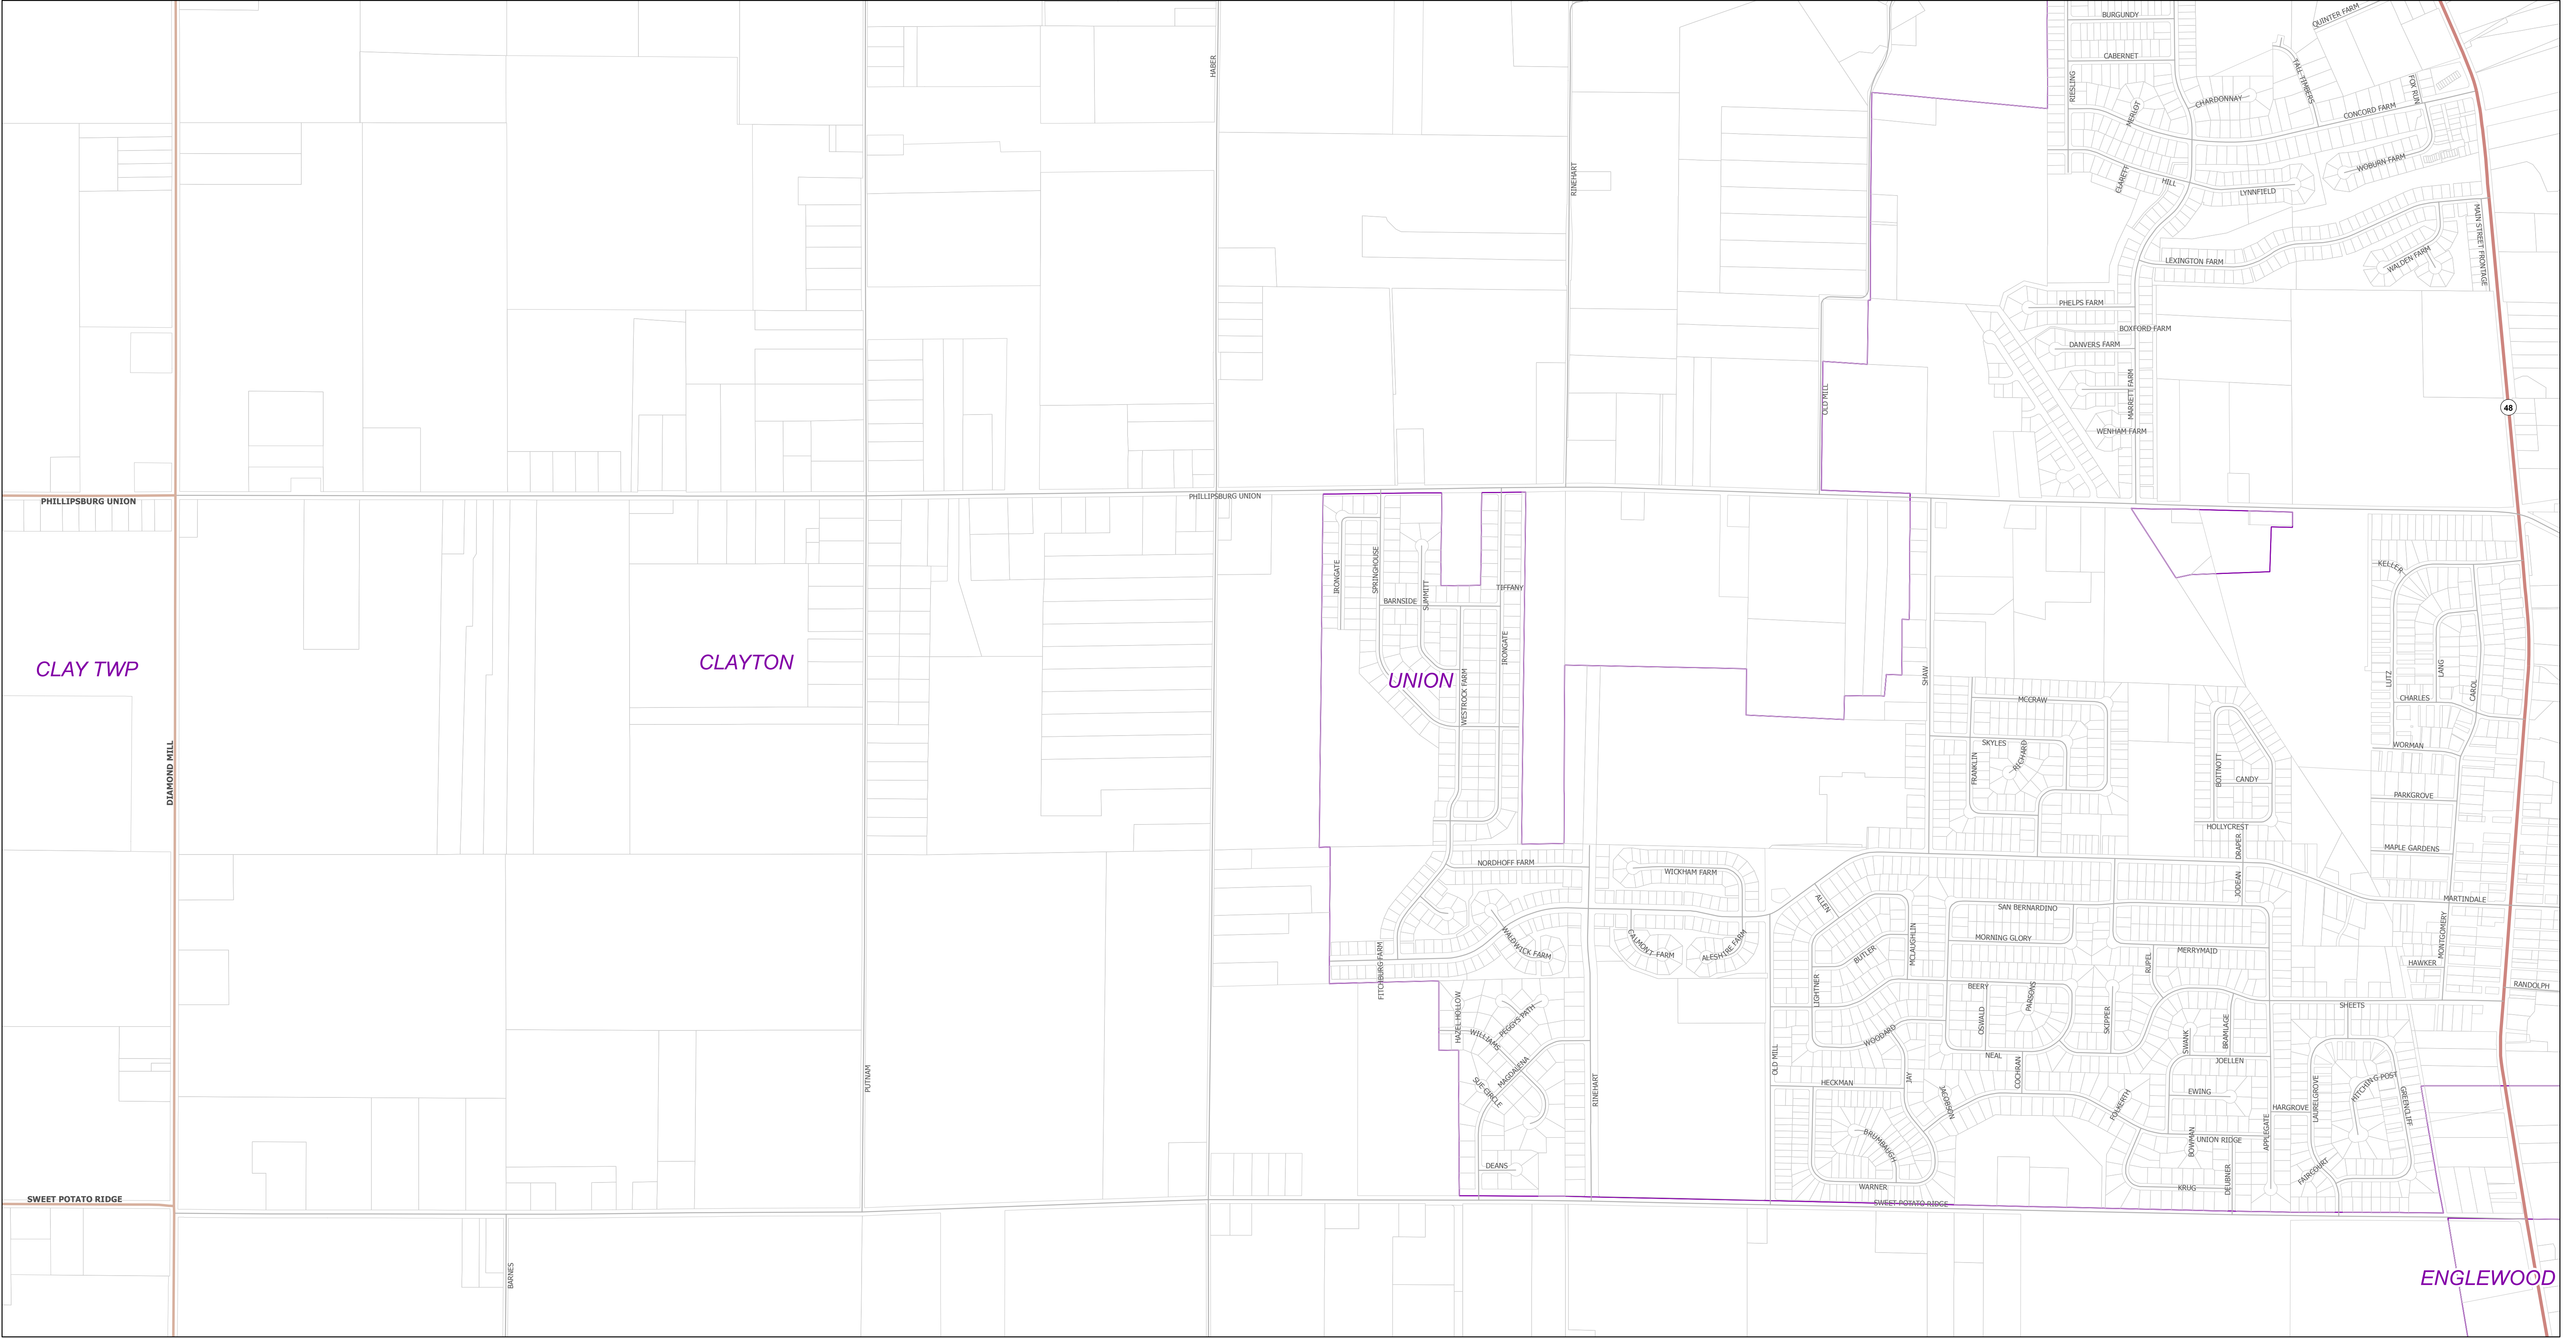 BURGUNDY
QUINTER FARM
HABER
CABERNET
RIESLING
MERLOT
CHARDONNAY
TALL TIMBERS
FOX RUN
CONCORD FARM
WOBURN FARM
RINEHART
CLARETT
HILL
LYNNFIELD
MAIN STREET FRONTAGE
LEXINGTON FARM
WALDEN FARM
PHELPS FARM
BOXFORD FARM
DANVERS FARM
MARRETT FARM
OLD MILL
48
WENHAM FARM
PHILLIPSBURG UNION
PHILLIPSBURG UNION
IRONGATE
SPRINGHOUSE
SUMMITT
TIFFANY
BARNSIDE
KELLER
CLAY TWP
CLAYTON
UNION
IRONGATE
WESTROCK FARM
SHAW
LUTZ
LANG
CAROL
CHARLES
MCCRAW
SKYLES
RICHARD
FRANKLIN
WORMAN
BOITNOTT
CANDY
PARKGROVE
DIAMOND MILL
HOLLYCREST
DRAPER
MAPLE GARDENS
NORDHOFF FARM
WICKHAM FARM
JODEAN
MARTINDALE
ALLEN
SAN BERNARDINO
MONTGOMERY
MCLAUGHLIN
MORNING GLORY
MERRYMAID
WALDWICK FARM
CALMONT FARM
ALESHIRE FARM
BUTLER
FITCHBURG FARM
RUPEL
HAWKER
LIGHTNER
BEERY
PARSONS
RANDOLPH
SHEETS
HAZEL HOLLOW
PEGGYS PATH
WILLIAMS
OSWALD
SKIPPER
WOODARD
SWANK
BRAMLAGE
NEAL
JOELLEN
OLD MILL
MAGDALENA
SUE CIRCLE
RINEHART
PUTNAM
HECKMAN
JAY
COCHRAN
JACOBSON
FOLKERTH
EWING
HARGROVE
LAURELGROVE
HITCHING POST
GREENCLIFF
BRUMBAUGH
BOWMAN
UNION RIDGE
APPLEGATE
DEANS
FAIRCOURT
DEUBNER
WARNER
KRUG
SWEET POTATO RIDGE
SWEET POTATO RIDGE
BARNES
ENGLEWOOD